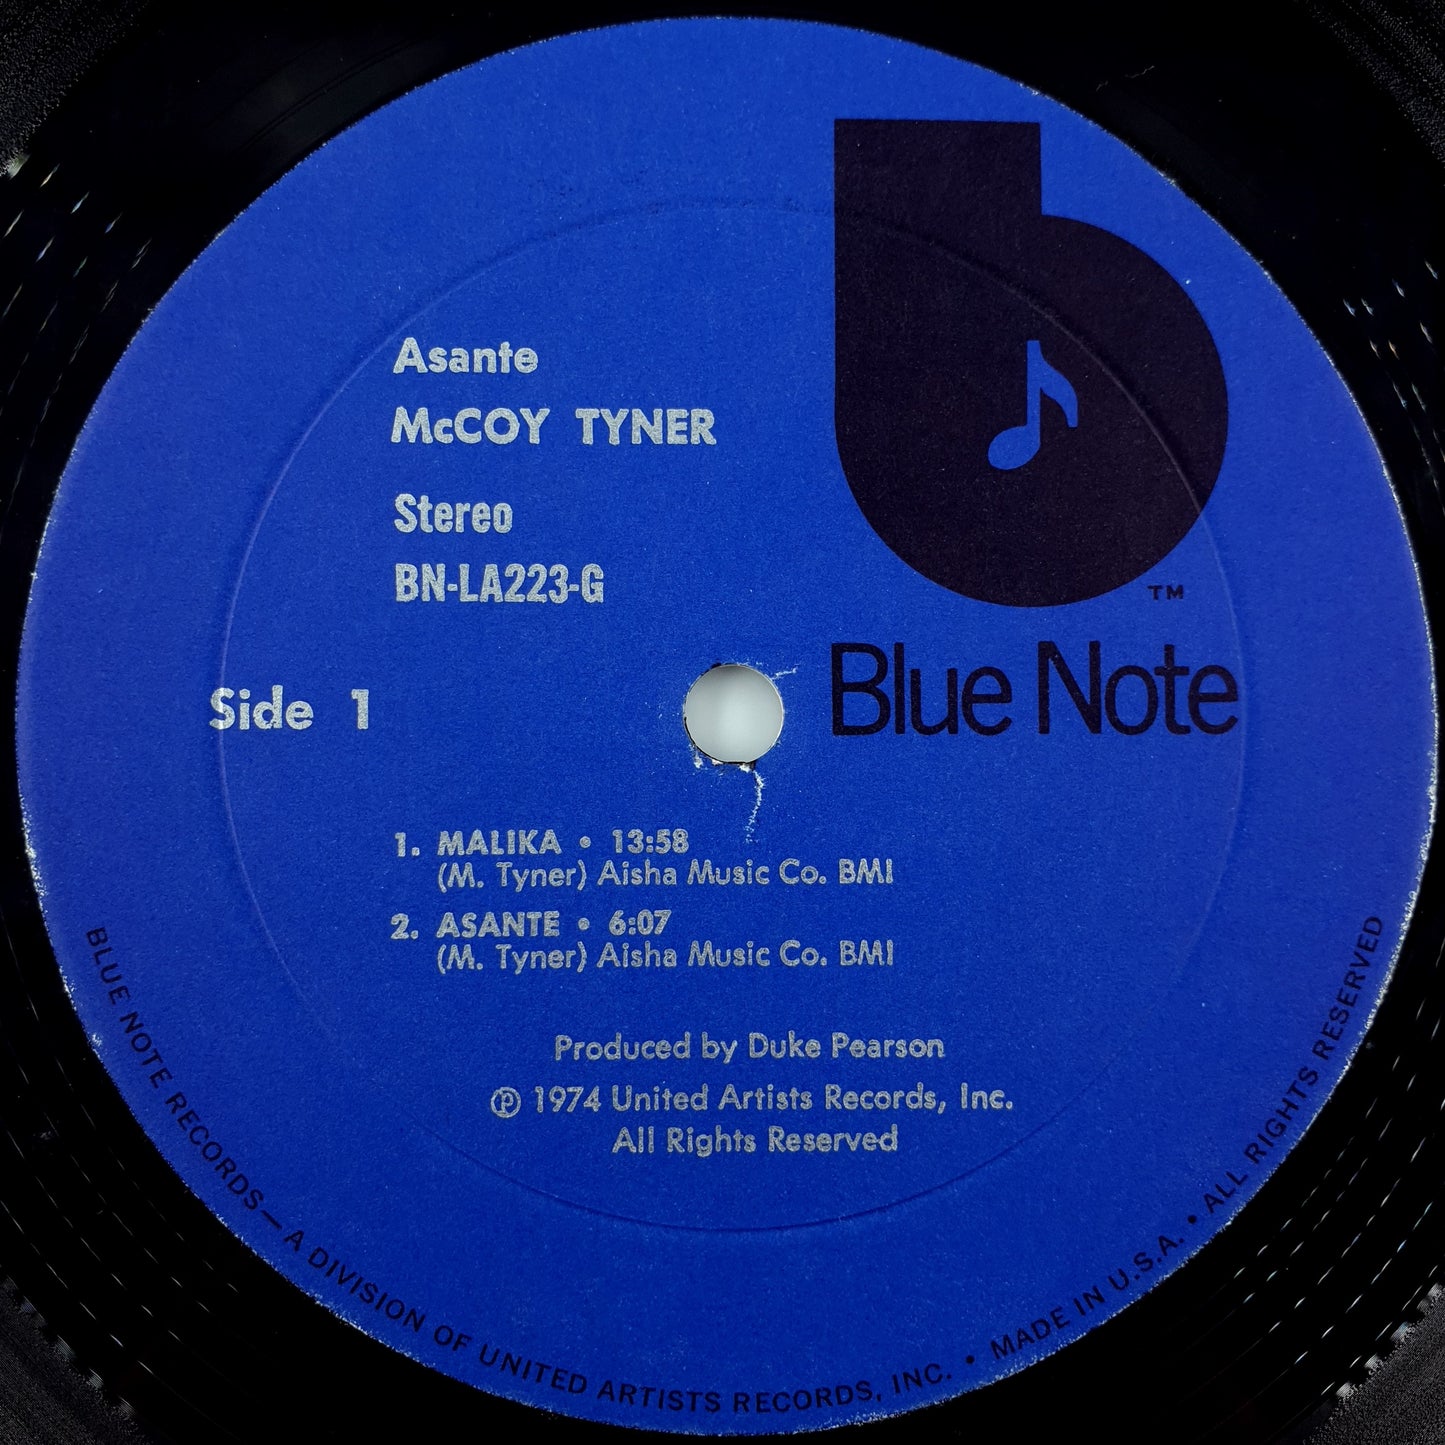 Asante
McCOY TYNER
Stereo
BN-LA223-G
Side 1
TM
Blue Note
1. MALIKA • 13:58
(M. Tyner) Aisha Music Co. BMI
2. ASANTE • 6:07
(M. Tyner) Aisha Music Co. BMI
Produced by Duke Pearson
℗ 1974 United Artists Records, Inc.
All Rights Reserved
BLUE NOTE RECORDS — A DIVISION OF UNITED ARTISTS RECORDS, INC. • MADE IN U.S.A. • ALL RIGHTS RESERVED